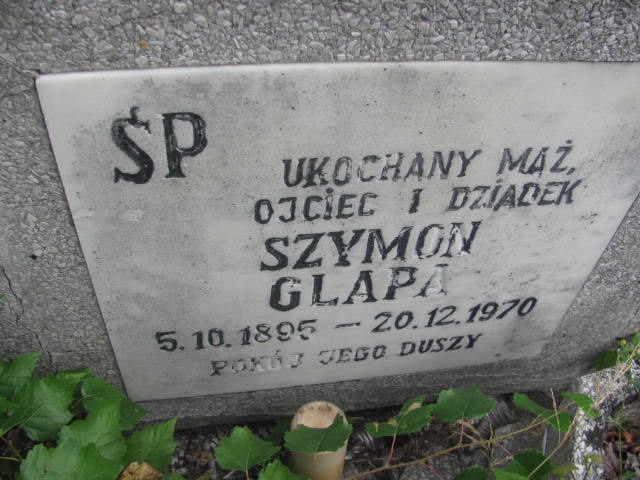 ŚP
UKOCHANY MĄŻ,
OJCIEC I DZIADEK
SZYMON
GLAPA
5.10.1895 — 20.12.1970
POKÓJ JEGO DUSZY